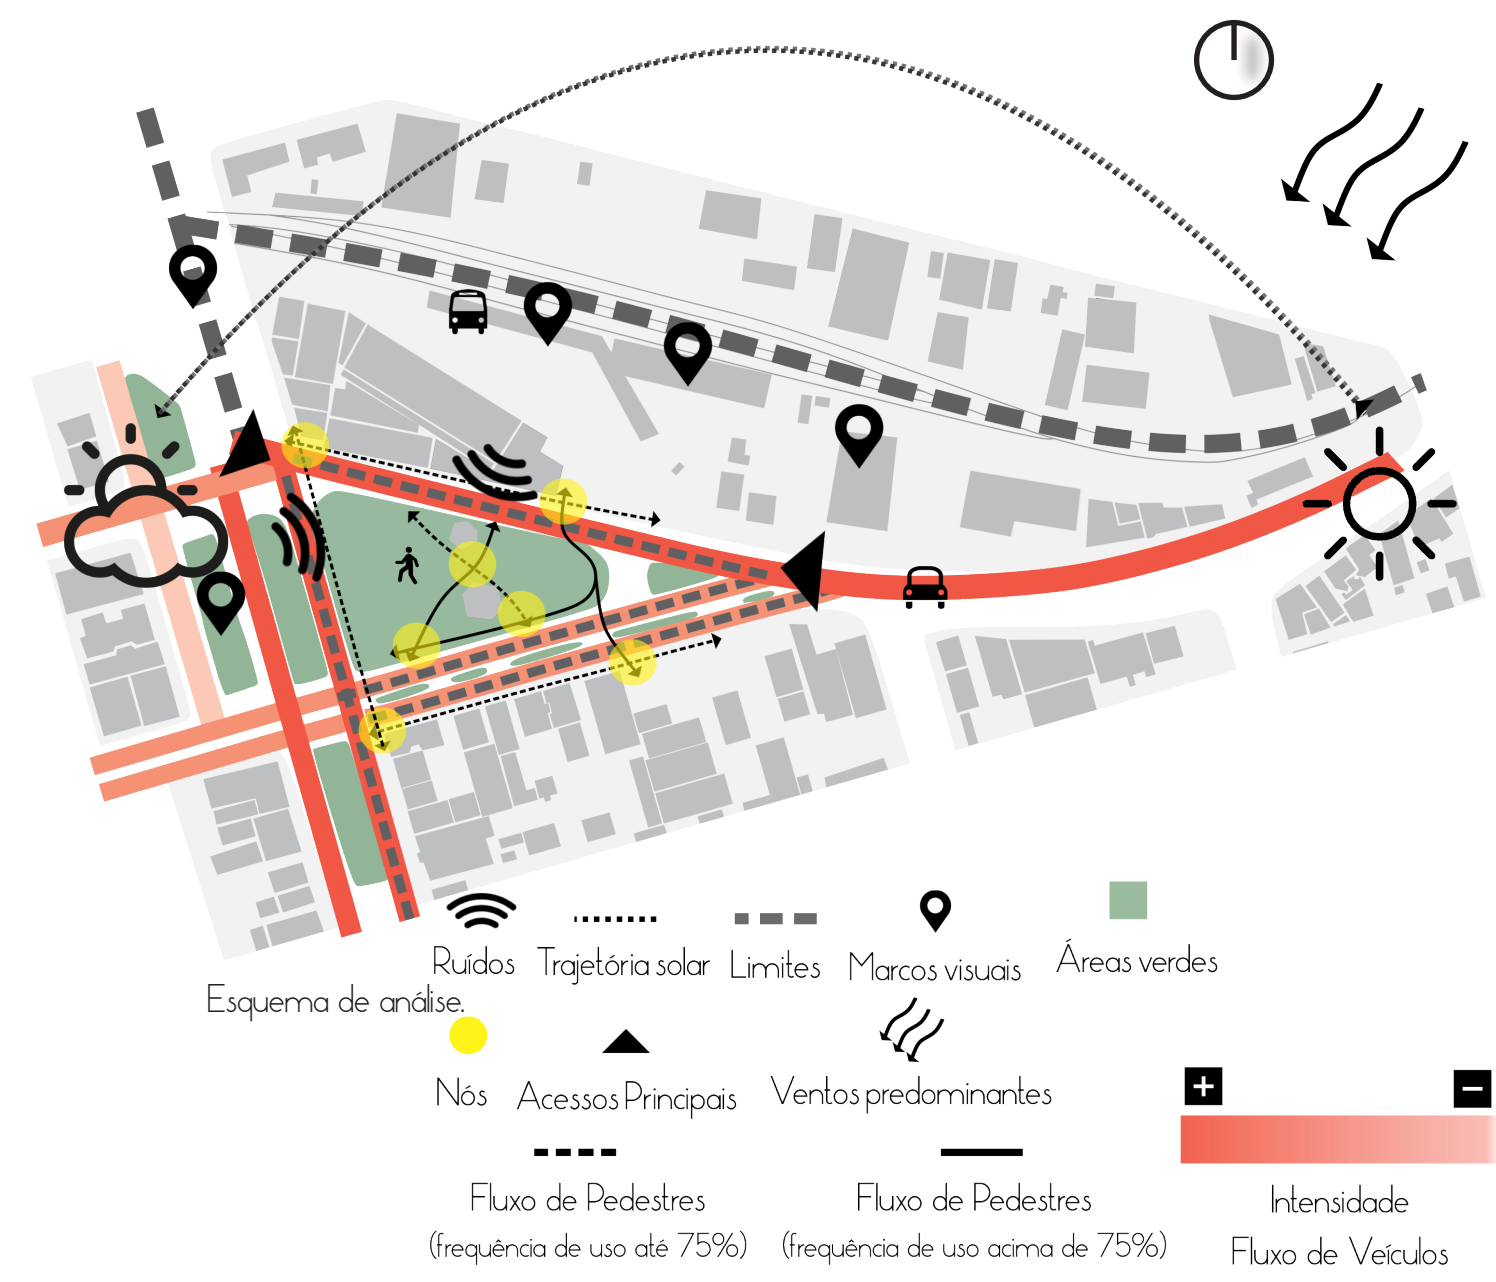 Ruídos
Trajetória solar
Limites
Marcos visuais
Áreas verdes
Esquema de análise.
Nós
Acessos Principais
Ventos predominantes
+
−
Fluxo de Pedestres
(frequência de uso até 75%)
Fluxo de Pedestres
(frequência de uso acima de 75%)
Intensidade
Fluxo de Veículos